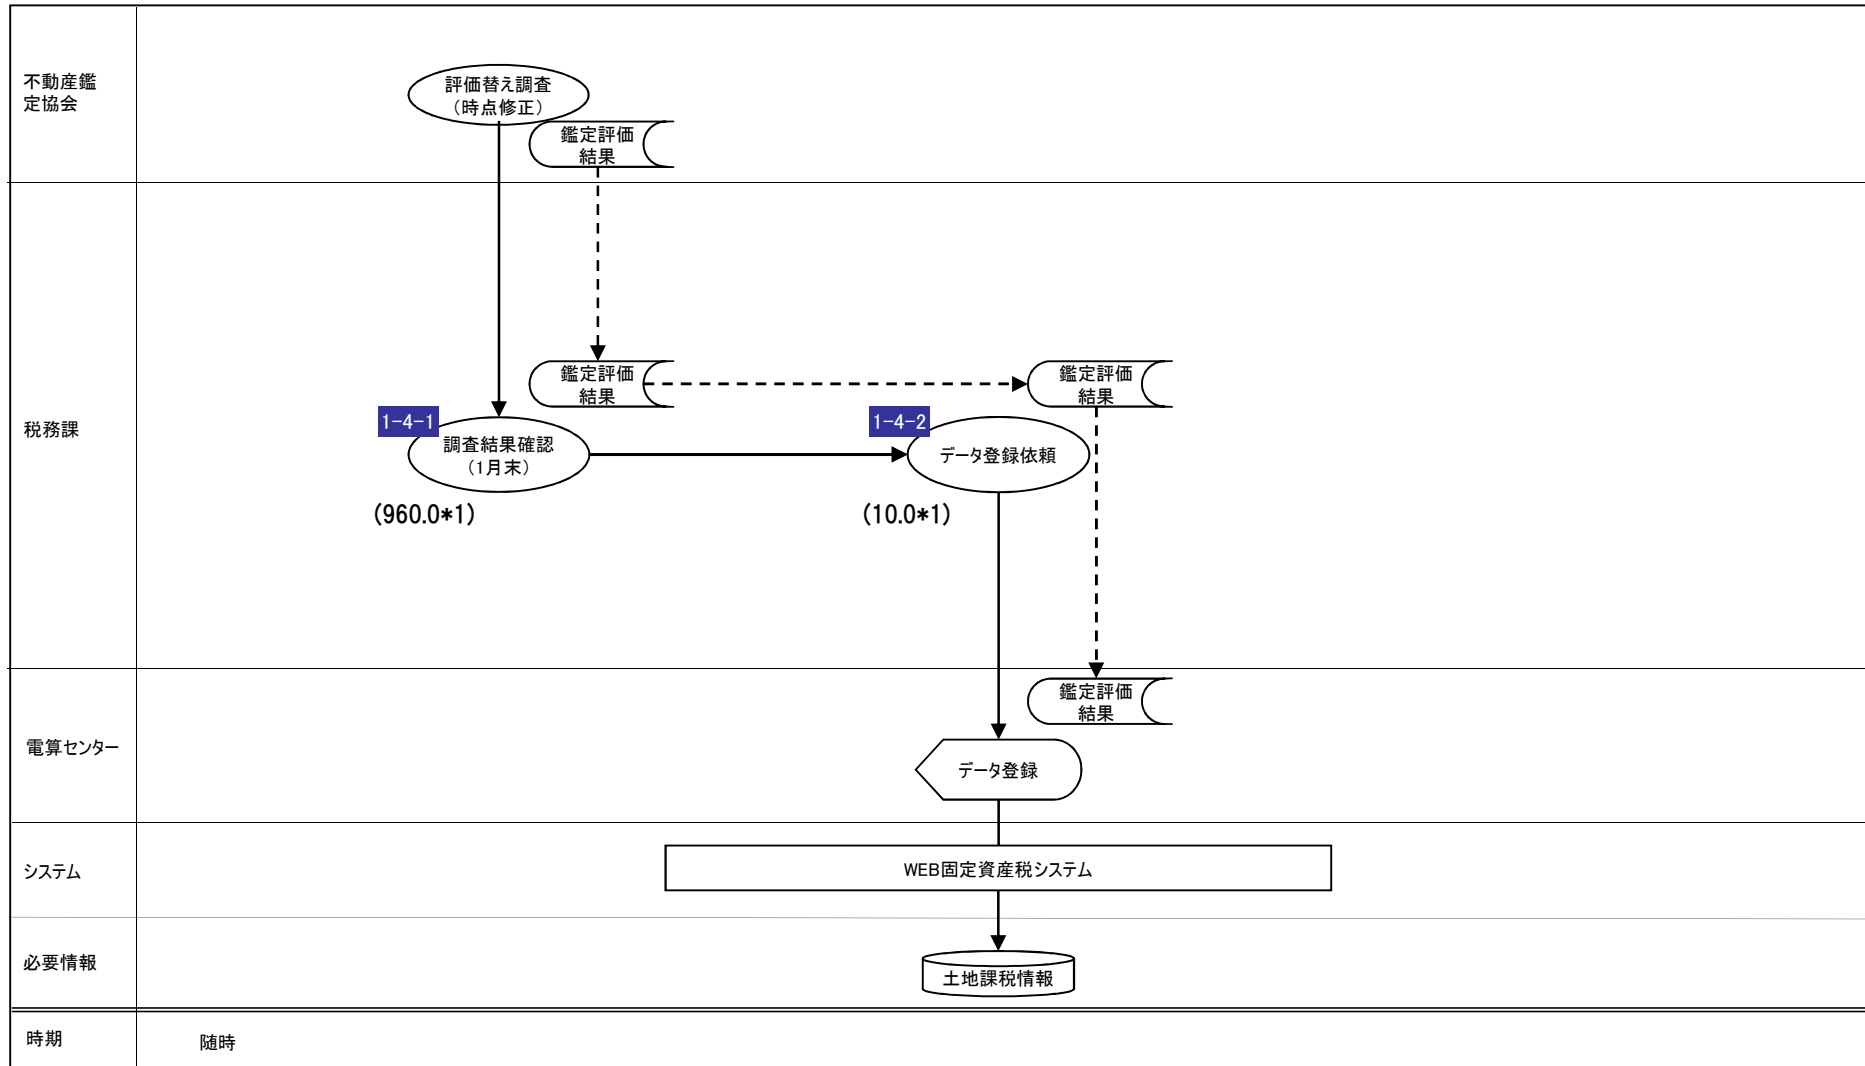 不動産鑑
定協会
評価替え調査
（時点修正）
鑑定評価
結果
税務課
鑑定評価
結果
鑑定評価
結果
1-4-1
調査結果確認
（1月末）
(960.0*1)
1-4-2
データ登録依頼
(10.0*1)
電算センター
鑑定評価
結果
データ登録
システム
WEB固定資産税システム
必要情報
土地課税情報
時期
随時